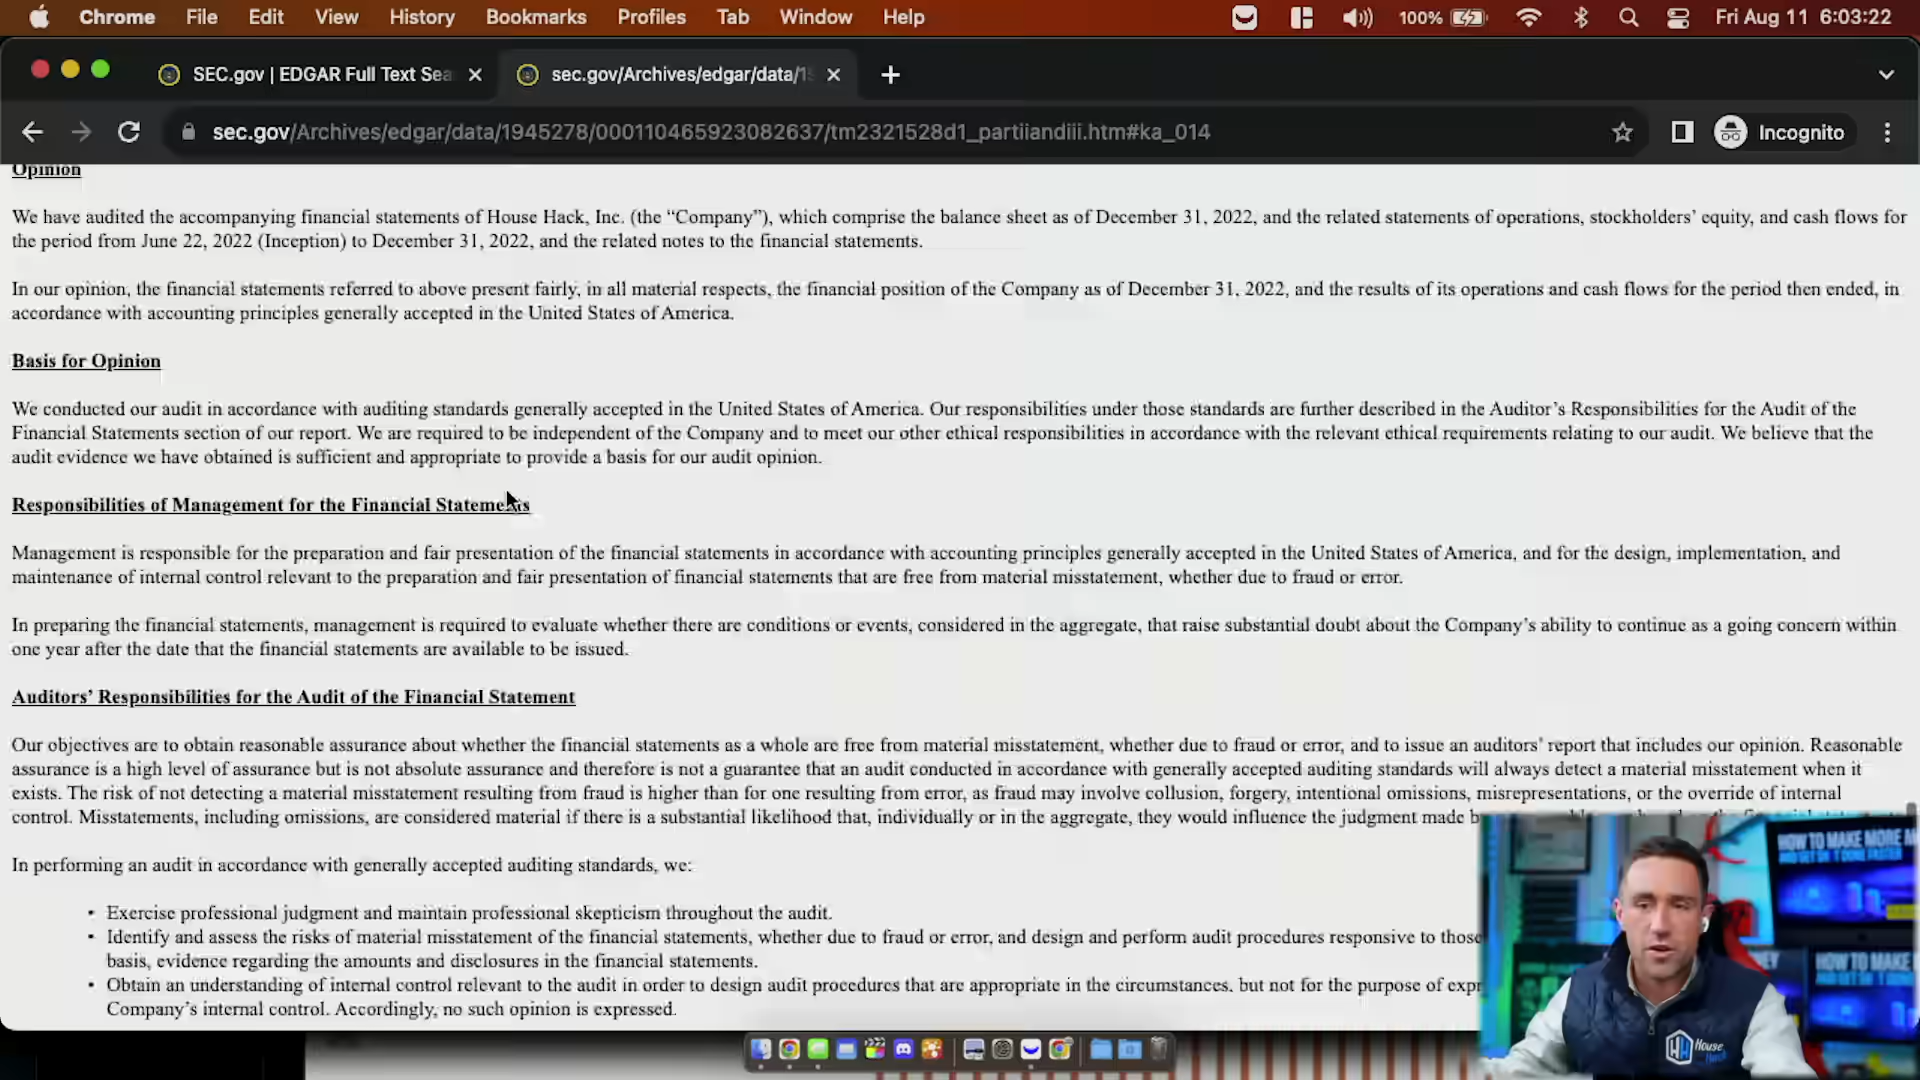 Chrome File Edit View History Bookmarks Profiles Tab Window Help 100% Fri Aug 11 6:03:22
SEC.gov | EDGAR Full Text Sea
sec.gov/Archives/edgar/data/1
sec.gov/Archives/edgar/data/1945278/000110465923082637/tm2321528d1_partiiandiii.htm#ka_014
Incognito
Opinion
We have audited the accompanying financial statements of House Hack, Inc. (the “Company”), which comprise the balance sheet as of December 31, 2022, and the related statements of operations, stockholders’ equity, and cash flows for
the period from June 22, 2022 (Inception) to December 31, 2022, and the related notes to the financial statements.
In our opinion, the financial statements referred to above present fairly, in all material respects, the financial position of the Company as of December 31, 2022, and the results of its operations and cash flows for the period then ended, in
accordance with accounting principles generally accepted in the United States of America.
Basis for Opinion
We conducted our audit in accordance with auditing standards generally accepted in the United States of America. Our responsibilities under those standards are further described in the Auditor’s Responsibilities for the Audit of the
Financial Statements section of our report. We are required to be independent of the Company and to meet our other ethical responsibilities in accordance with the relevant ethical requirements relating to our audit. We believe that the
audit evidence we have obtained is sufficient and appropriate to provide a basis for our audit opinion.
Responsibilities of Management for the Financial Statements
Management is responsible for the preparation and fair presentation of the financial statements in accordance with accounting principles generally accepted in the United States of America, and for the design, implementation, and
maintenance of internal control relevant to the preparation and fair presentation of financial statements that are free from material misstatement, whether due to fraud or error.
In preparing the financial statements, management is required to evaluate whether there are conditions or events, considered in the aggregate, that raise substantial doubt about the Company’s ability to continue as a going concern within
one year after the date that the financial statements are available to be issued.
Auditors’ Responsibilities for the Audit of the Financial Statement
Our objectives are to obtain reasonable assurance about whether the financial statements as a whole are free from material misstatement, whether due to fraud or error, and to issue an auditors’ report that includes our opinion. Reasonable
assurance is a high level of assurance but is not absolute assurance and therefore is not a guarantee that an audit conducted in accordance with generally accepted auditing standards will always detect a material misstatement when it
exists. The risk of not detecting a material misstatement resulting from fraud is higher than for one resulting from error, as fraud may involve collusion, forgery, intentional omissions, misrepresentations, or the override of internal
control. Misstatements, including omissions, are considered material if there is a substantial likelihood that, individually or in the aggregate, they would influence the judgment made b
In performing an audit in accordance with generally accepted auditing standards, we:
• Exercise professional judgment and maintain professional skepticism throughout the audit.
• Identify and assess the risks of material misstatement of the financial statements, whether due to fraud or error, and design and perform audit procedures responsive to those
basis, evidence regarding the amounts and disclosures in the financial statements.
• Obtain an understanding of internal control relevant to the audit in order to design audit procedures that are appropriate in the circumstances, but not for the purpose of expr
Company’s internal control. Accordingly, no such opinion is expressed.
HOW TO MAKE MORE M
HOW TO MAKE
House
Hack